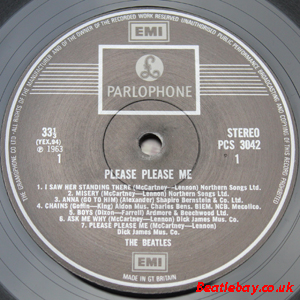 EMI
PARLOPHONE
33⅓
(YEX.94)
℗ 1963
1
STEREO
PCS 3042
1
PLEASE PLEASE ME
1. I SAW HER STANDING THERE (McCartney—Lennon) Northern Songs Ltd.
2. MISERY (McCartney—Lennon) Northern Songs Ltd.
3. ANNA (GO TO HIM) (Alexander) Shapiro Bernstein & Co. Ltd.
4. CHAINS (Goffin—King) Aldon Mus. Charles Bens, BIEM, NCB, Mecolico.
5. BOYS (Dixon—Farrell) Ardmore & Beechwood Ltd.
6. ASK ME WHY (McCartney—Lennon) Dick James Mus. Co.
7. PLEASE PLEASE ME (McCartney—Lennon)
Dick James Mus. Co.
THE BEATLES
EMI
MADE IN GT BRITAIN
Beatlebay.co.uk